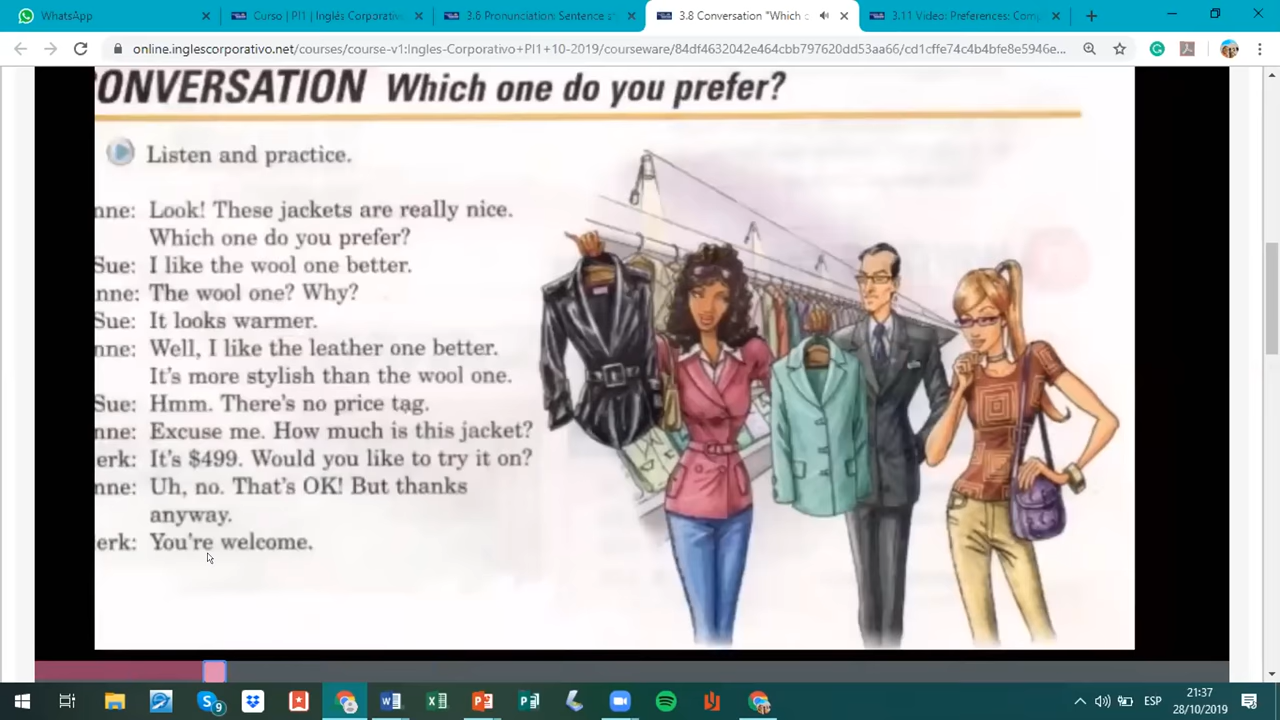 WhatsApp
Curso | PI1 | Inglés Corporativ
3.6 Pronunciation: Sentence s
3.8 Conversation "Which
3.11 Video: Preferences: Com
online.inglescorporativo.net/courses/course-v1:Ingles-Corporativo+PI1+10-2019/courseware/84df4632042e464cbb797620dd53aa66/cd1cffe74c4b4bfe8e5946e...
ONVERSATION Which one do you prefer?
Listen and practice.
nne: Look! These jackets are really nice.
Which one do you prefer?
Sue: I like the wool one better.
nne: The wool one? Why?
Sue: It looks warmer.
nne: Well, I like the leather one better.
It's more stylish than the wool one.
Sue: Hmm. There's no price tag.
nne: Excuse me. How much is this jacket?
erk: It's $499. Would you like to try it on?
nne: Uh, no. That's OK! But thanks
anyway.
erk: You're welcome.
9
ESP
21:37
28/10/2019